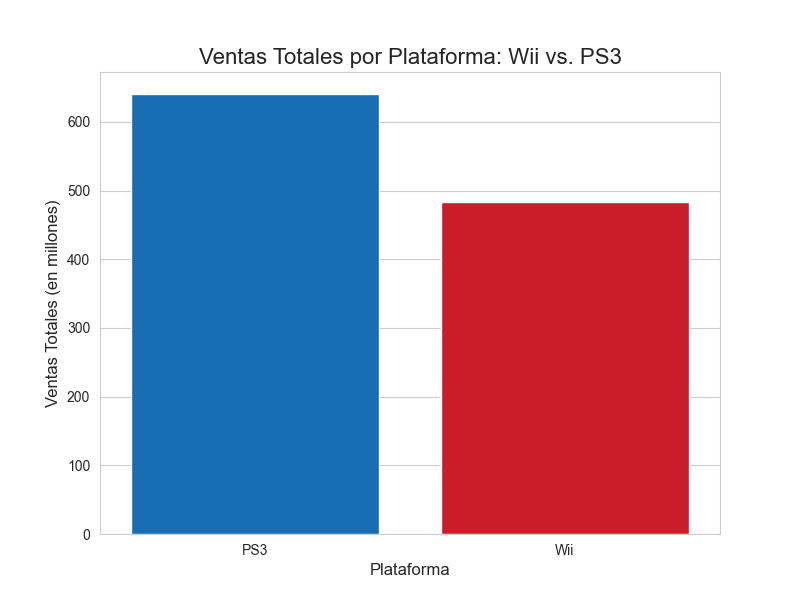 Ventas Totales por Plataforma: Wii vs. PS3
Ventas Totales (en millones)
600
500
400
300
200
100
0
PS3
Wii
Plataforma